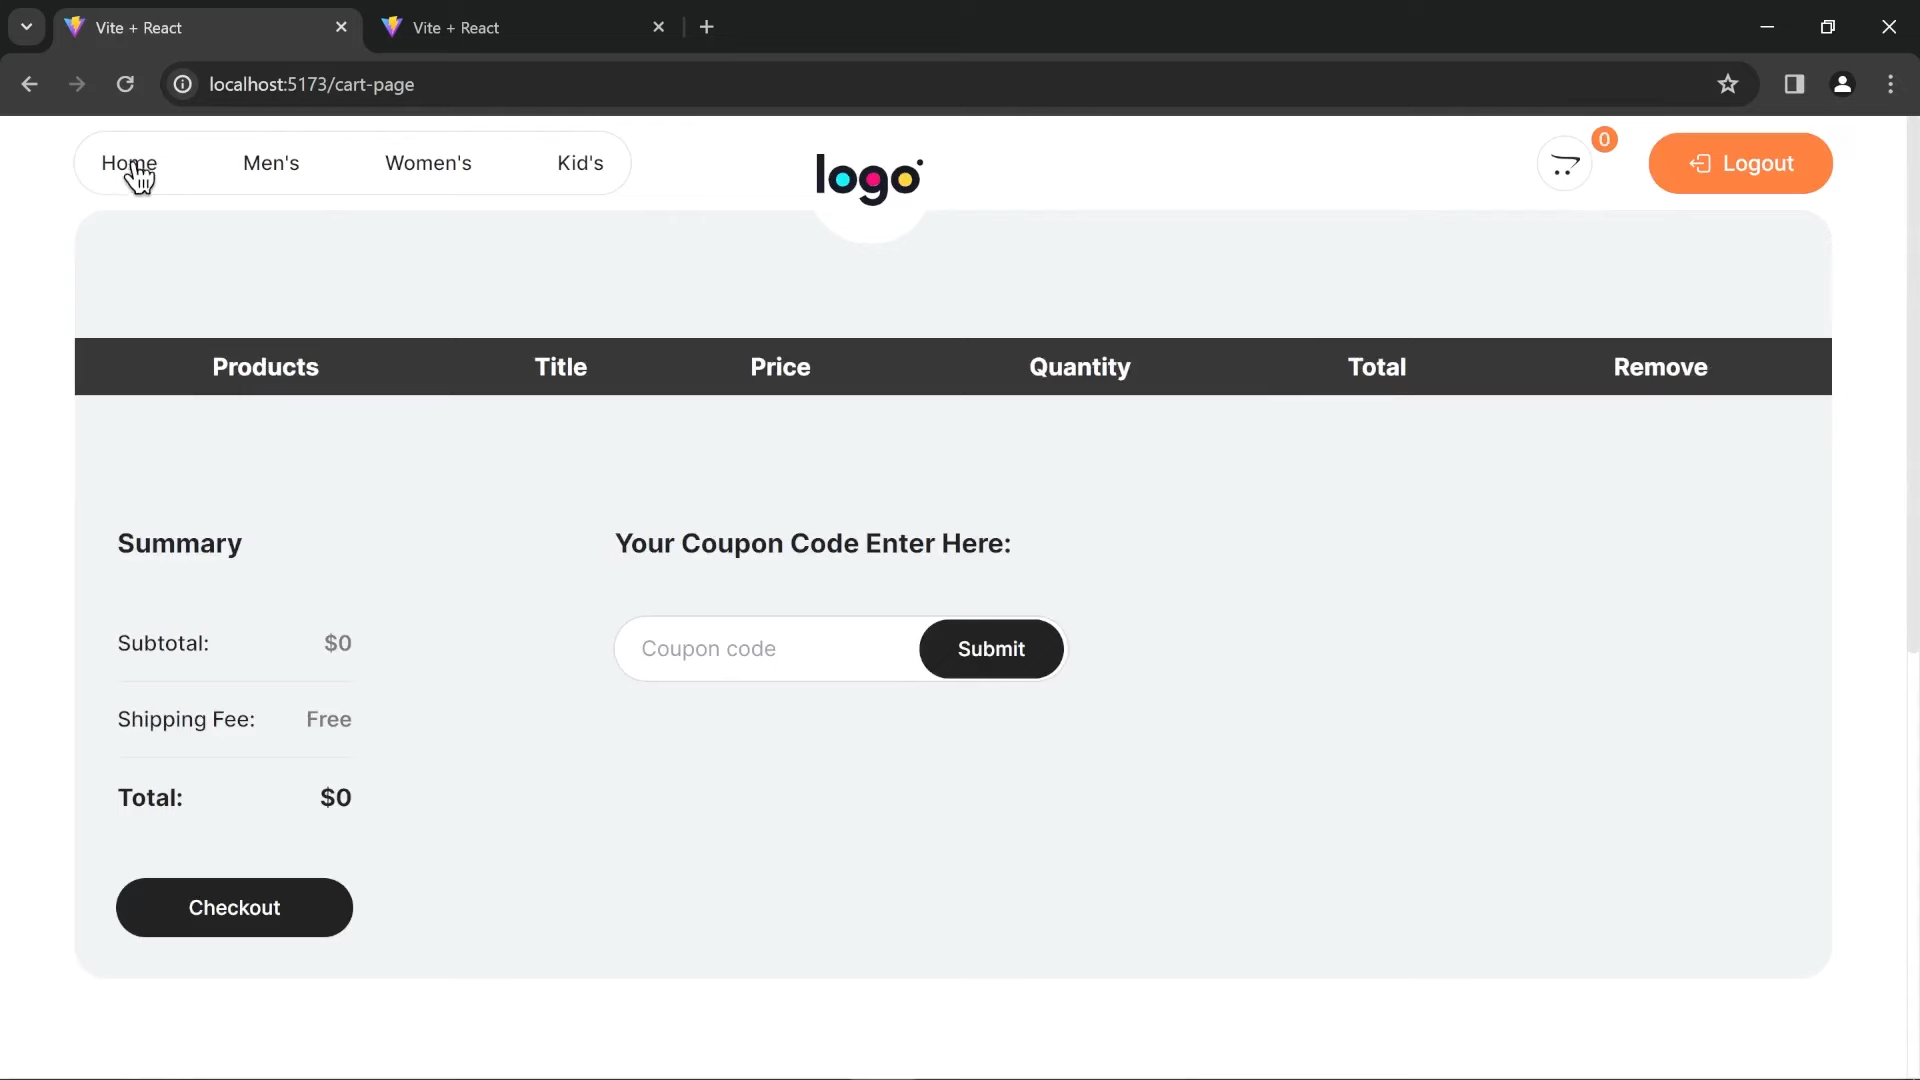 Vite + React
Vite + React
localhost:5173/cart-page
Home Men's Women's Kid's
logo
0
Logout
Products Title Price Quantity Total Remove
Summary
Your Coupon Code Enter Here:
Subtotal: $0
Coupon code Submit
Shipping Fee: Free
Total: $0
Checkout